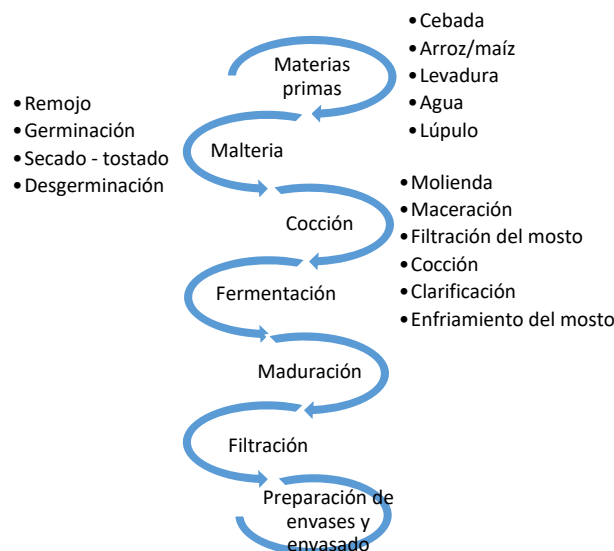 Materias
primas
• Cebada
• Arroz/maíz
• Levadura
• Agua
• Lúpulo
Malteria
• Remojo
• Germinación
• Secado - tostado
• Desgerminación
Cocción
• Molienda
• Maceración
• Filtración del mosto
• Cocción
• Clarificación
• Enfriamiento del mosto
Fermentación
Maduración
Filtración
Preparación de
envases y
envasado